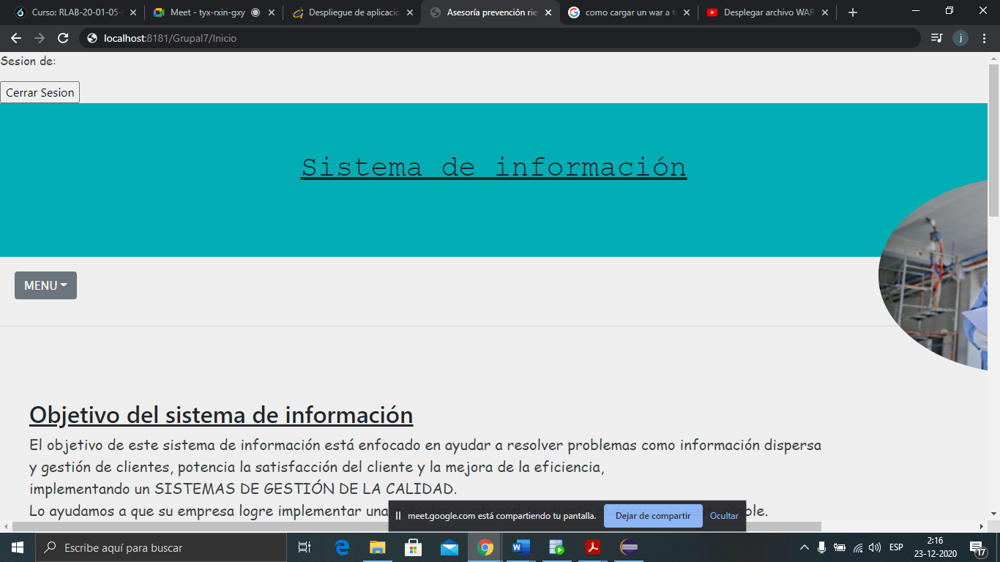 Curso: RLAB-20-01-05-
Meet - tyx-rxin-gxy
Despliegue de aplicacio
Asesoría prevención rie
como cargar un war a t
Desplegar archivo WAR
localhost:8181/Grupal7/Inicio
j
Sesion de:
Cerrar Sesion
Sistema de información
MENU
Objetivo del sistema de información
El objetivo de este sistema de información está enfocado en ayudar a resolver problemas como información dispersa
y gestión de clientes, potencia la satisfacción del cliente y la mejora de la eficiencia,
implementando un SISTEMAS DE GESTIÓN DE LA CALIDAD.
Lo ayudamos a que su empresa logre implementar una
meet.google.com está compartiendo tu pantalla.
Dejar de compartir
Ocultar
Escribe aquí para buscar
ESP
2:16
23-12-2020
17